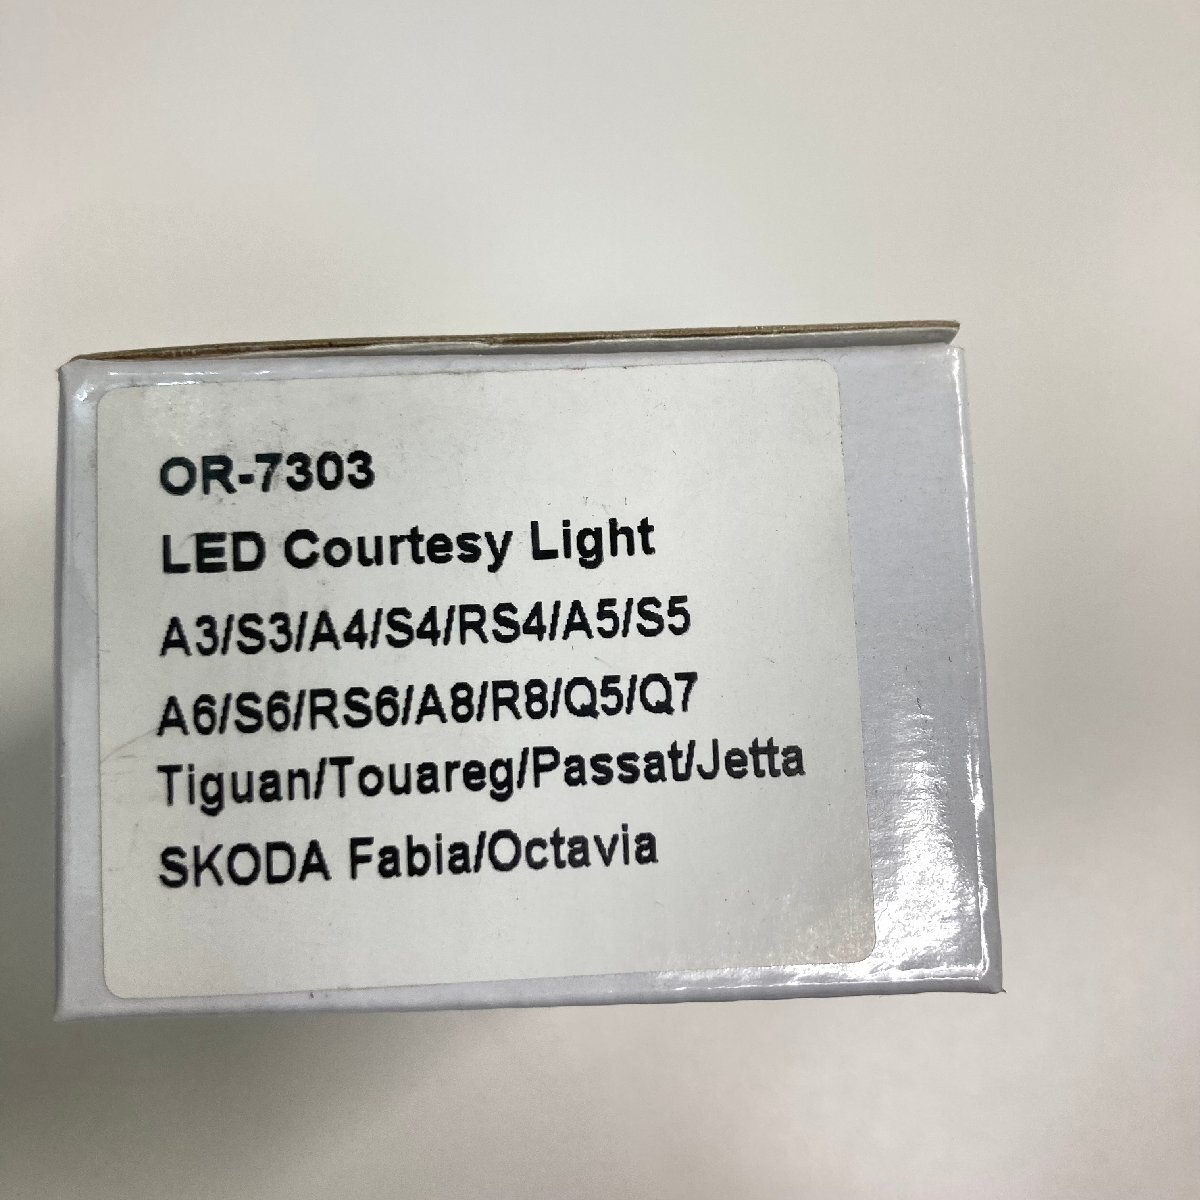 OR-7303
LED Courtesy Light
A3/S3/A4/S4/RS4/A5/S5
A6/S6/RS6/A8/R8/Q5/Q7
Tiguan/Touareg/Passat/Jetta
SKODA Fabia/Octavia